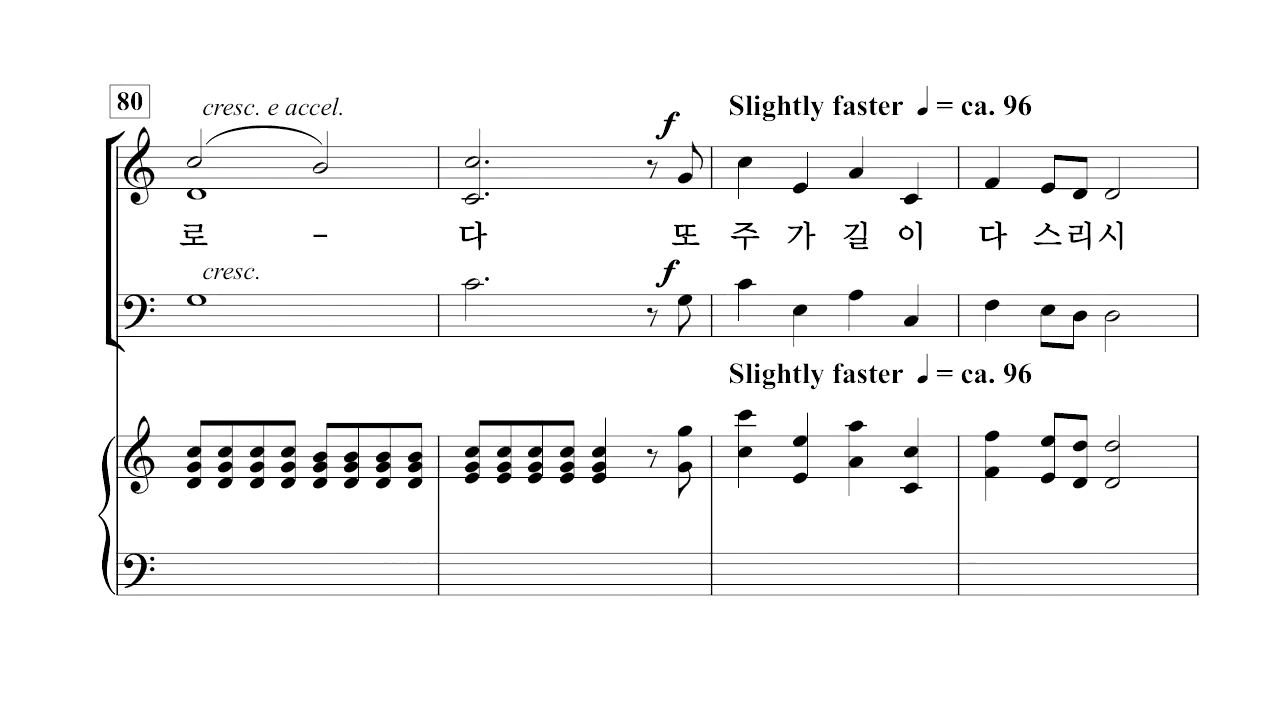 80
cresc. e accel.
Slightly faster ♩ = ca. 96
f
로 - 다 또 주 가 길 이 다 스 리 시
cresc.
f
Slightly faster ♩ = ca. 96